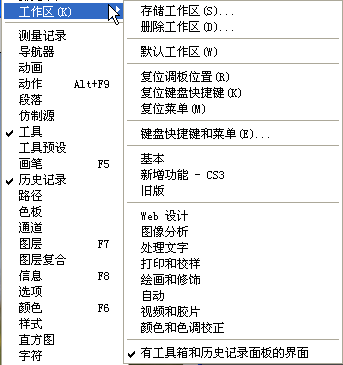 工作区(K)
测量记录
导航器
动画
动作 Alt+F9
段落
仿制源
工具
工具预设
画笔 F5
历史记录
路径
色板
通道
图层 F7
图层复合
信息 F8
选项
颜色 F6
样式
直方图
字符
存储工作区(S)...
删除工作区(D)...
默认工作区(W)
复位调板位置(R)
复位键盘快捷键(K)
复位菜单(M)
键盘快捷键和菜单(E)...
基本
新增功能 - CS3
旧版
Web 设计
图像分析
处理文字
打印和校样
绘画和修饰
自动
视频和胶片
颜色和色调校正
有工具箱和历史记录面板的界面